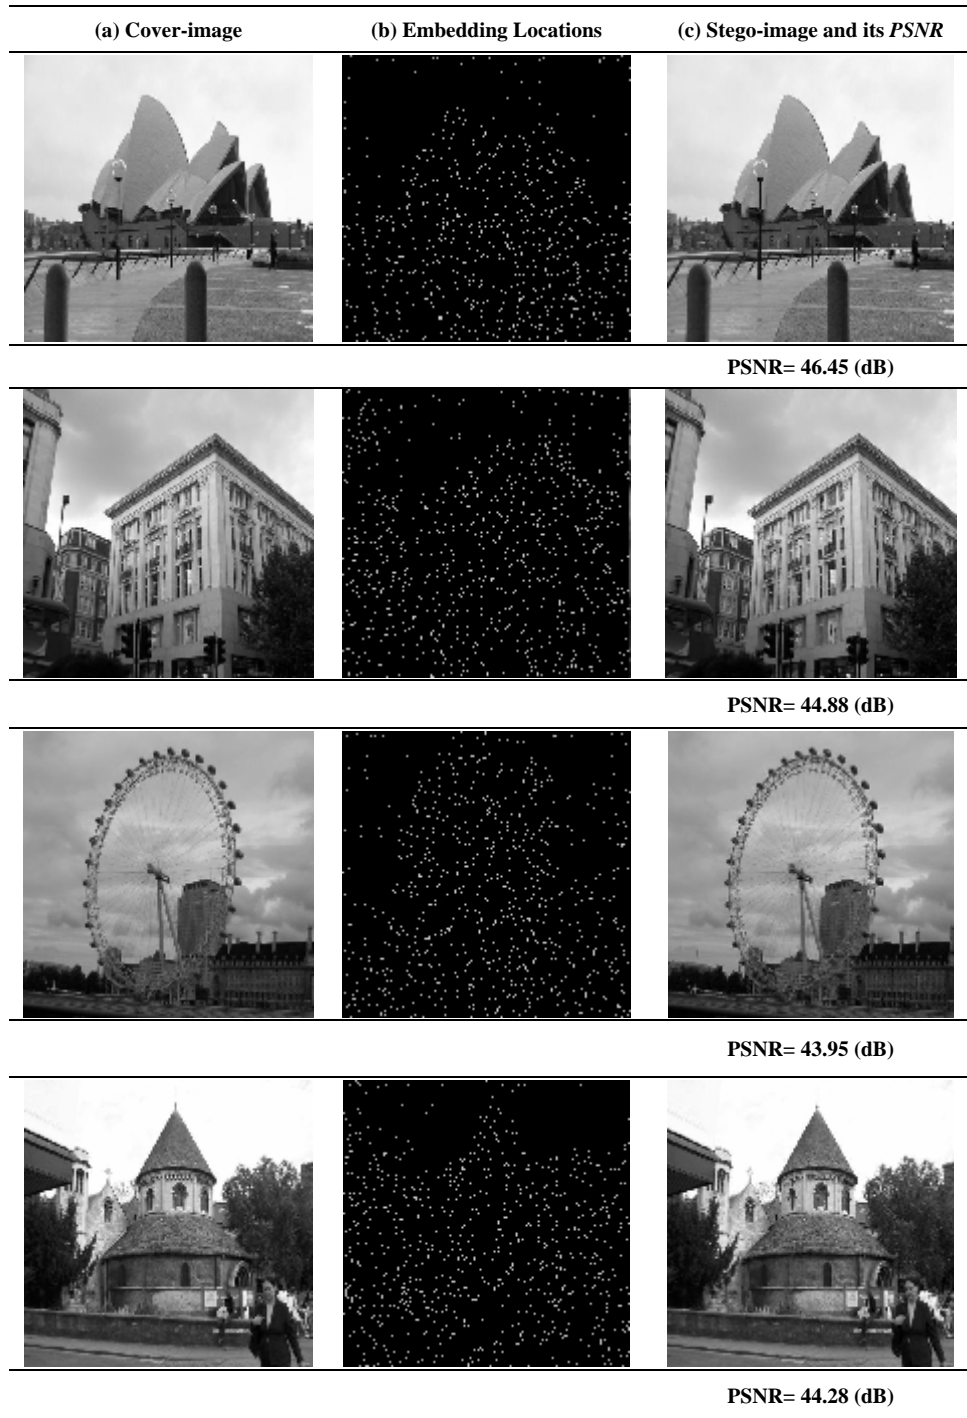 (a) Cover-image (b) Embedding Locations (c) Stego-image and its PSNR
PSNR= 46.45 (dB)
PSNR= 44.88 (dB)
PSNR= 43.95 (dB)
PSNR= 44.28 (dB)